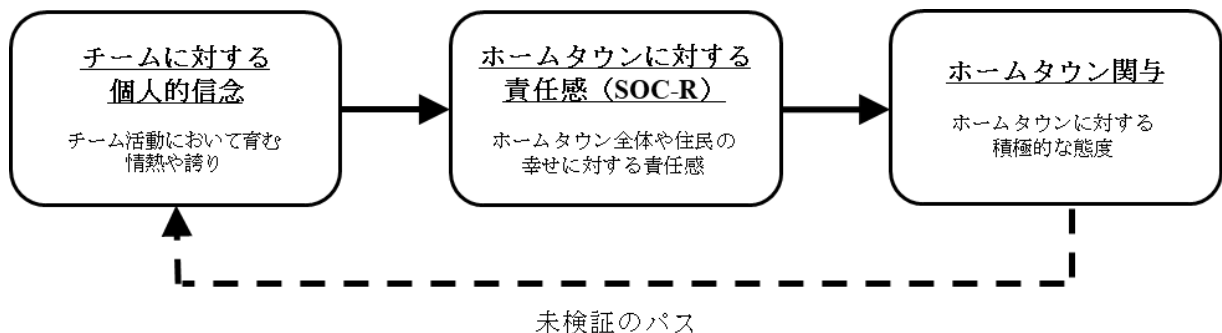 チームに対する
個人的信念
チーム活動において育む
情熱や誇り
ホームタウンに対する
責任感（SOC-R）
ホームタウン全体や住民の
幸せに対する責任感
ホームタウン関与
ホームタウンに対する
積極的な態度
未検証のパス